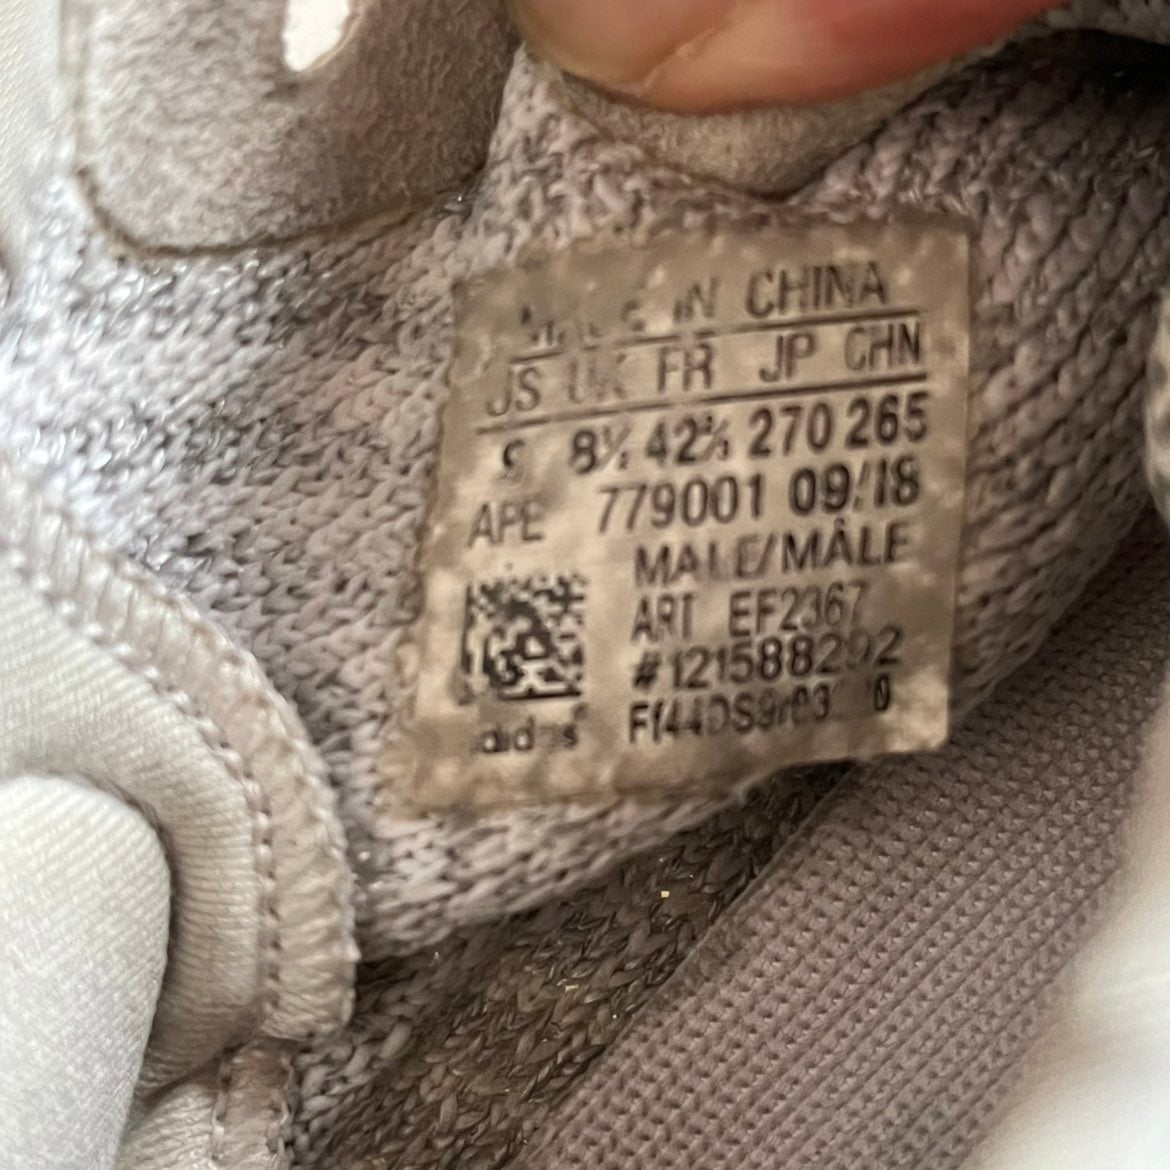 MADE IN CHINA
US UK FR JP CHN
9 8½ 42⅔ 270 265
APE 779001 09/18
MALE/MÂLE
ART EF2367
#121588292
adidas